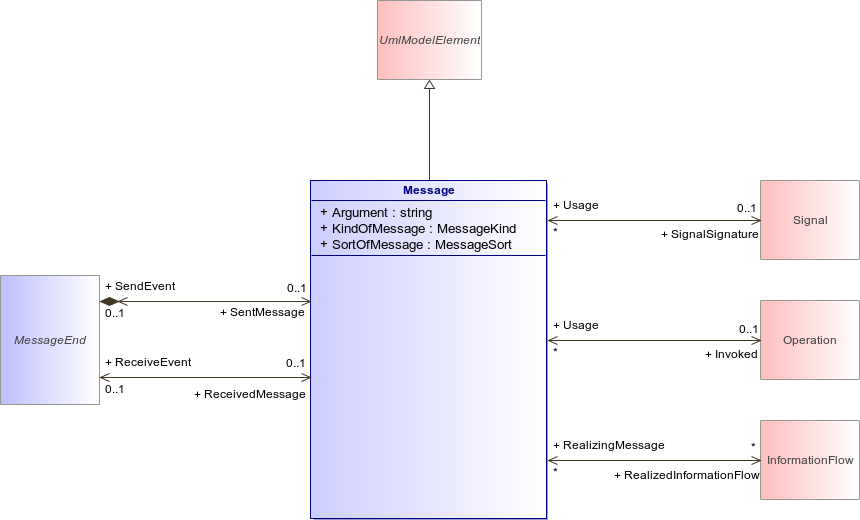 UmlModelElement
Message
+ Argument : string
+ KindOfMessage : MessageKind
+ SortOfMessage : MessageSort
+ Usage
0..1
*
+ SignalSignature
Signal
MessageEnd
+ SendEvent
0..1
0..1
+ SentMessage
+ ReceiveEvent
0..1
0..1
+ ReceivedMessage
+ Usage
0..1
*
+ Invoked
Operation
+ RealizingMessage
*
*
+ RealizedInformationFlow
InformationFlow